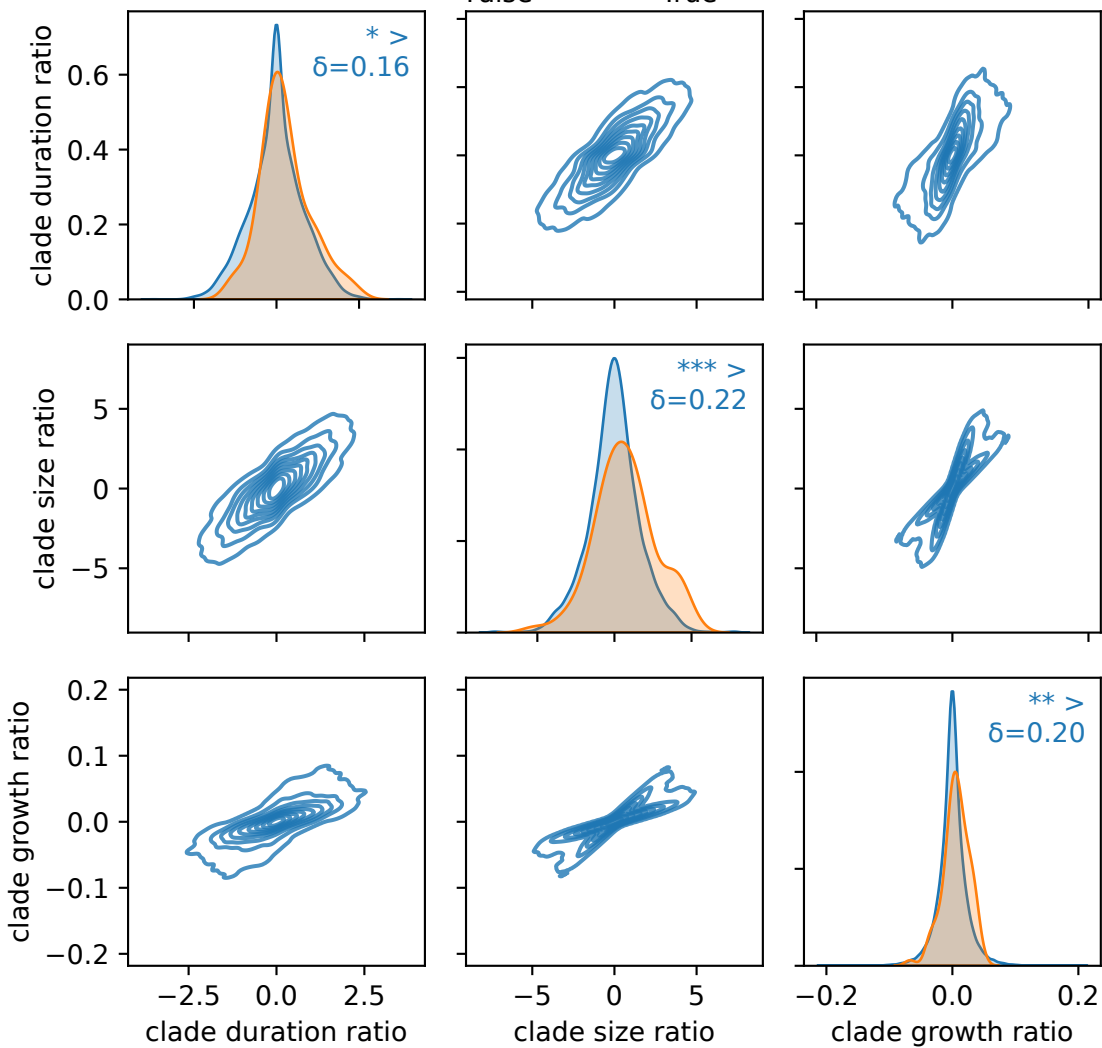 True
clade duration ratio
0.6
0.4
0.2
0.0
* >
δ=0.16
clade size ratio
5
0
−5
*** >
δ=0.22
clade growth ratio
0.2
0.1
0.0
−0.1
−0.2
** >
δ=0.20
−2.5 0.0 2.5
clade duration ratio
−5 0 5
clade size ratio
−0.2 0.0 0.2
clade growth ratio